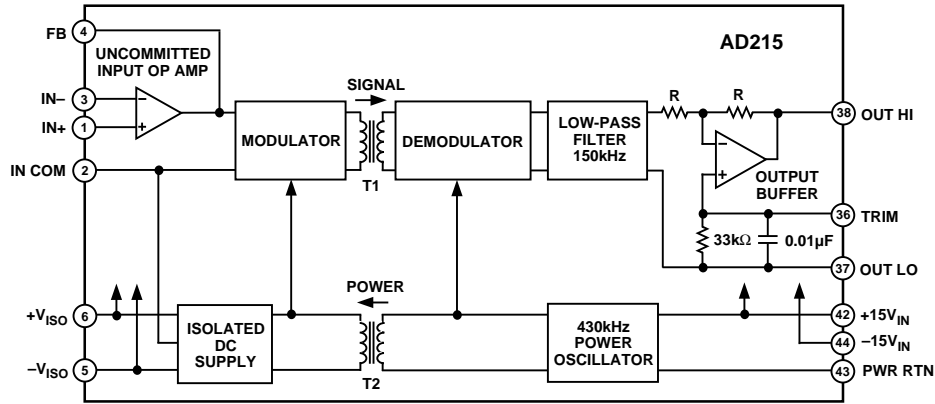 FB
4
UNCOMMITTED
INPUT OP AMP
AD215
IN–
3
IN+
1
IN COM
2
–
+
MODULATOR
SIGNAL
T1
DEMODULATOR
LOW-PASS
FILTER
150kHz
R
R
–
+
OUTPUT
BUFFER
38
OUT HI
36
TRIM
33kΩ
0.01µF
37
OUT LO
+VISO
6
–VISO
5
ISOLATED
DC
SUPPLY
POWER
T2
430kHz
POWER
OSCILLATOR
42
+15VIN
44
–15VIN
43
PWR RTN